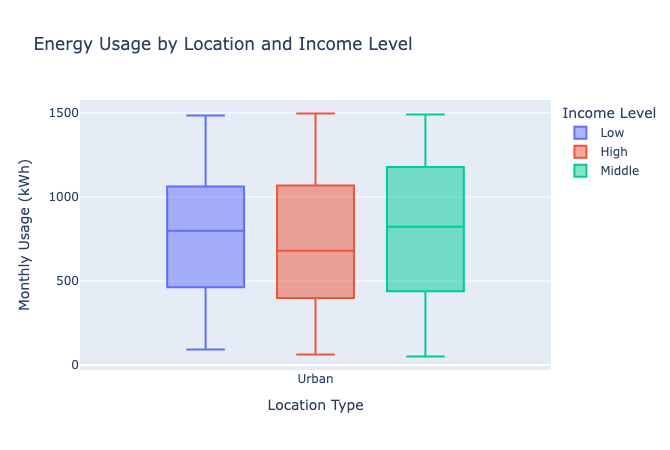 Energy Usage by Location and Income Level
Income Level
Low
High
Middle
1500
1000
500
0
Monthly Usage (kWh)
Urban
Location Type